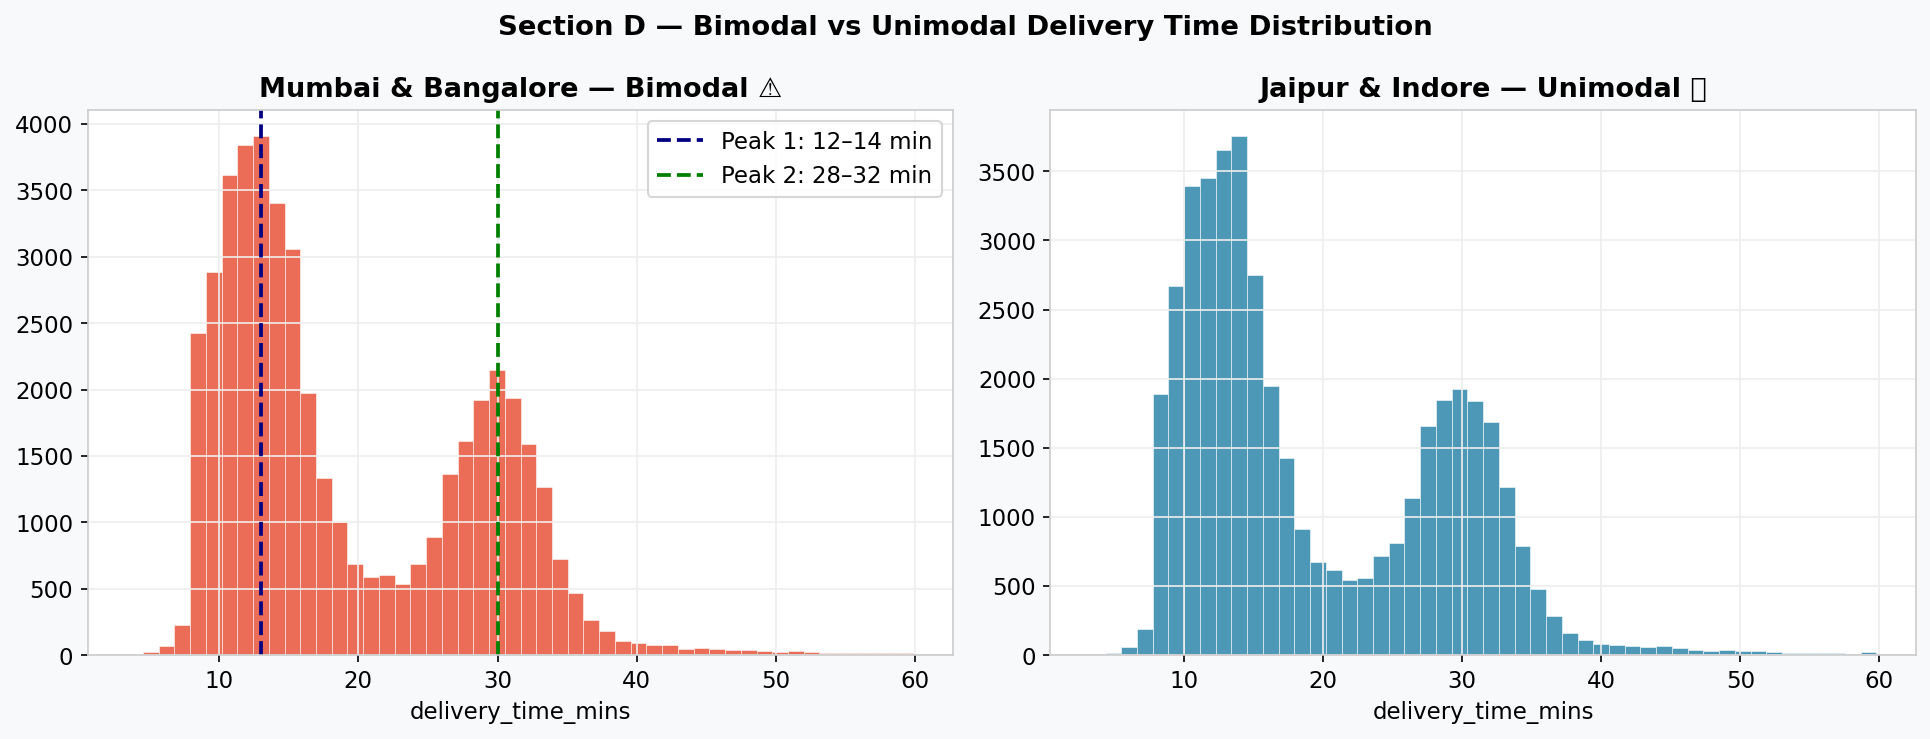 Section D — Bimodal vs Unimodal Delivery Time Distribution
Mumbai & Bangalore — Bimodal ⚠
4000
3500
3000
2500
2000
1500
1000
500
0
Peak 1: 12–14 min
Peak 2: 28–32 min
10 20 30 40 50 60
delivery_time_mins
Jaipur & Indore — Unimodal
3500
3000
2500
2000
1500
1000
500
0
10 20 30 40 50 60
delivery_time_mins